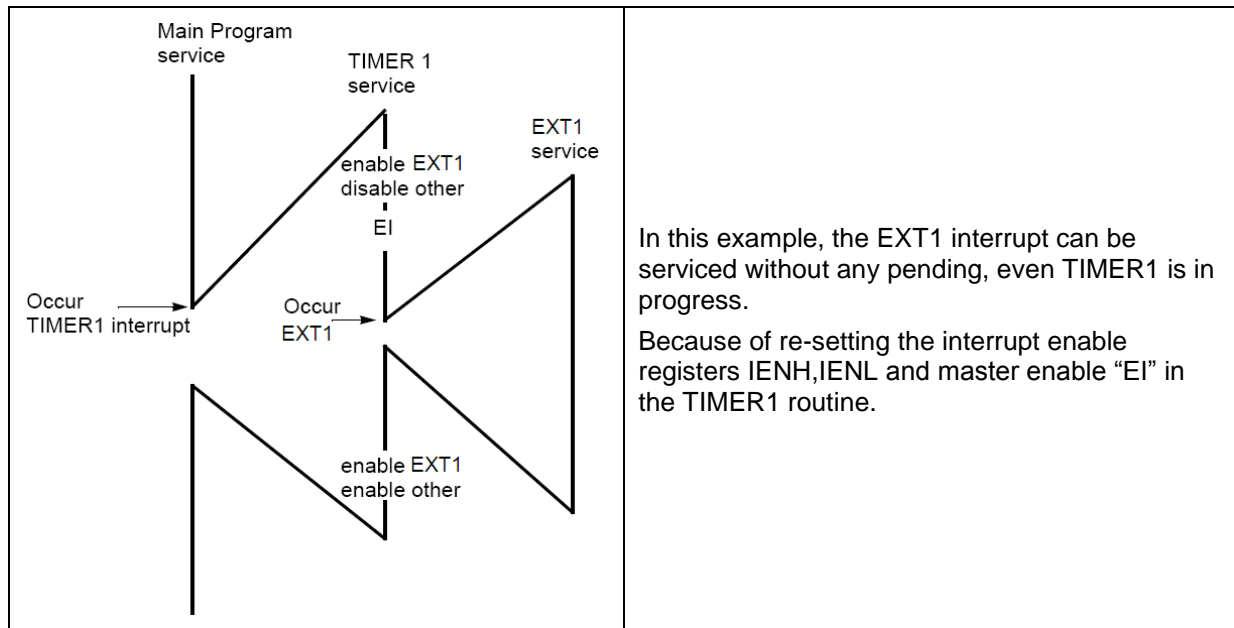 Main Program
service
TIMER 1
service
EXT1
service
enable EXT1
disable other
EI
Occur
TIMER1 interrupt
Occur
EXT1
enable EXT1
enable other
In this example, the EXT1 interrupt can be
serviced without any pending, even TIMER1 is in
progress.
Because of re-setting the interrupt enable
registers IENH,IENL and master enable “EI” in
the TIMER1 routine.